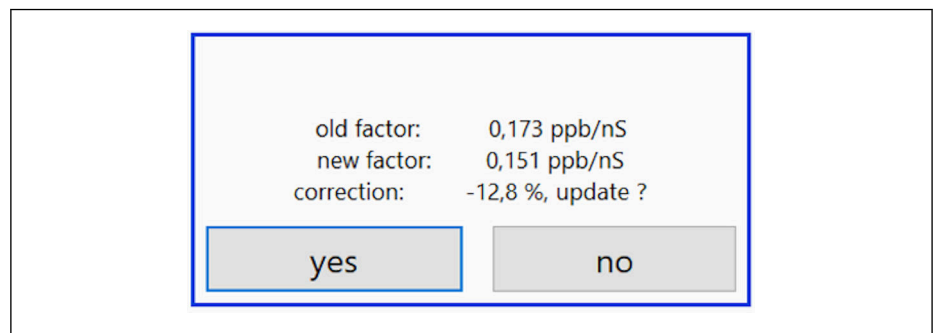 old factor: 0,173 ppb/nS
new factor: 0,151 ppb/nS
correction: -12,8 %, update ?
yes no